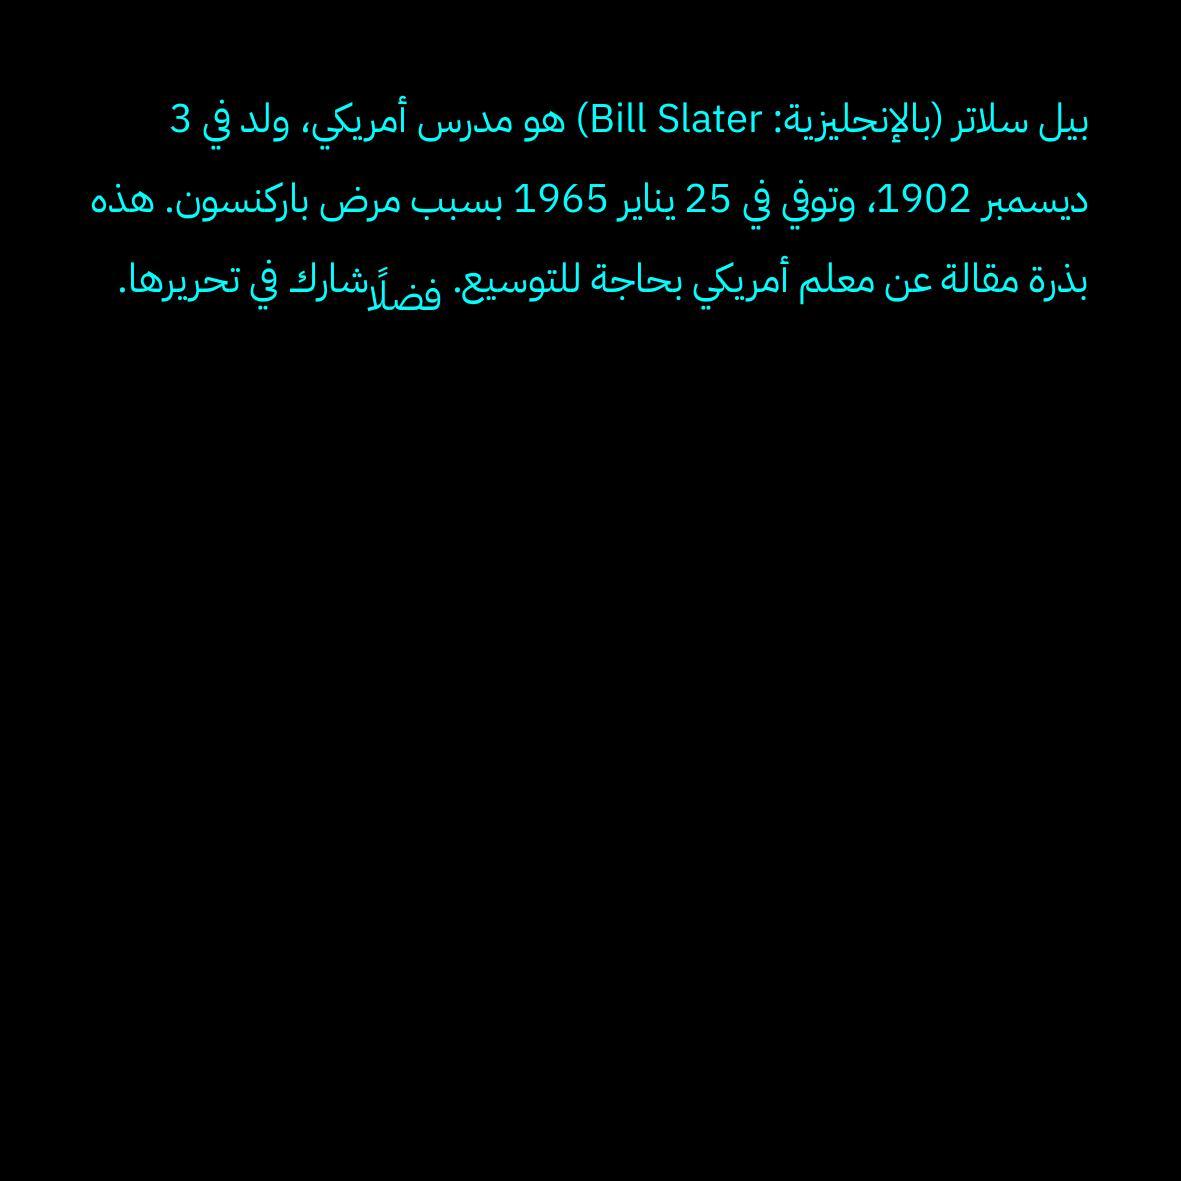 بيل سلاتر (بالإنجليزية: Bill Slater) هو مدرس أمريكي، ولد في 3
ديسمبر 1902، وتوفي في 25 يناير 1965 بسبب مرض باركنسون. هذه
بذرة مقالة عن معلم أمريكي بحاجة للتوسيع. فضلًا شارك في تحريرها.